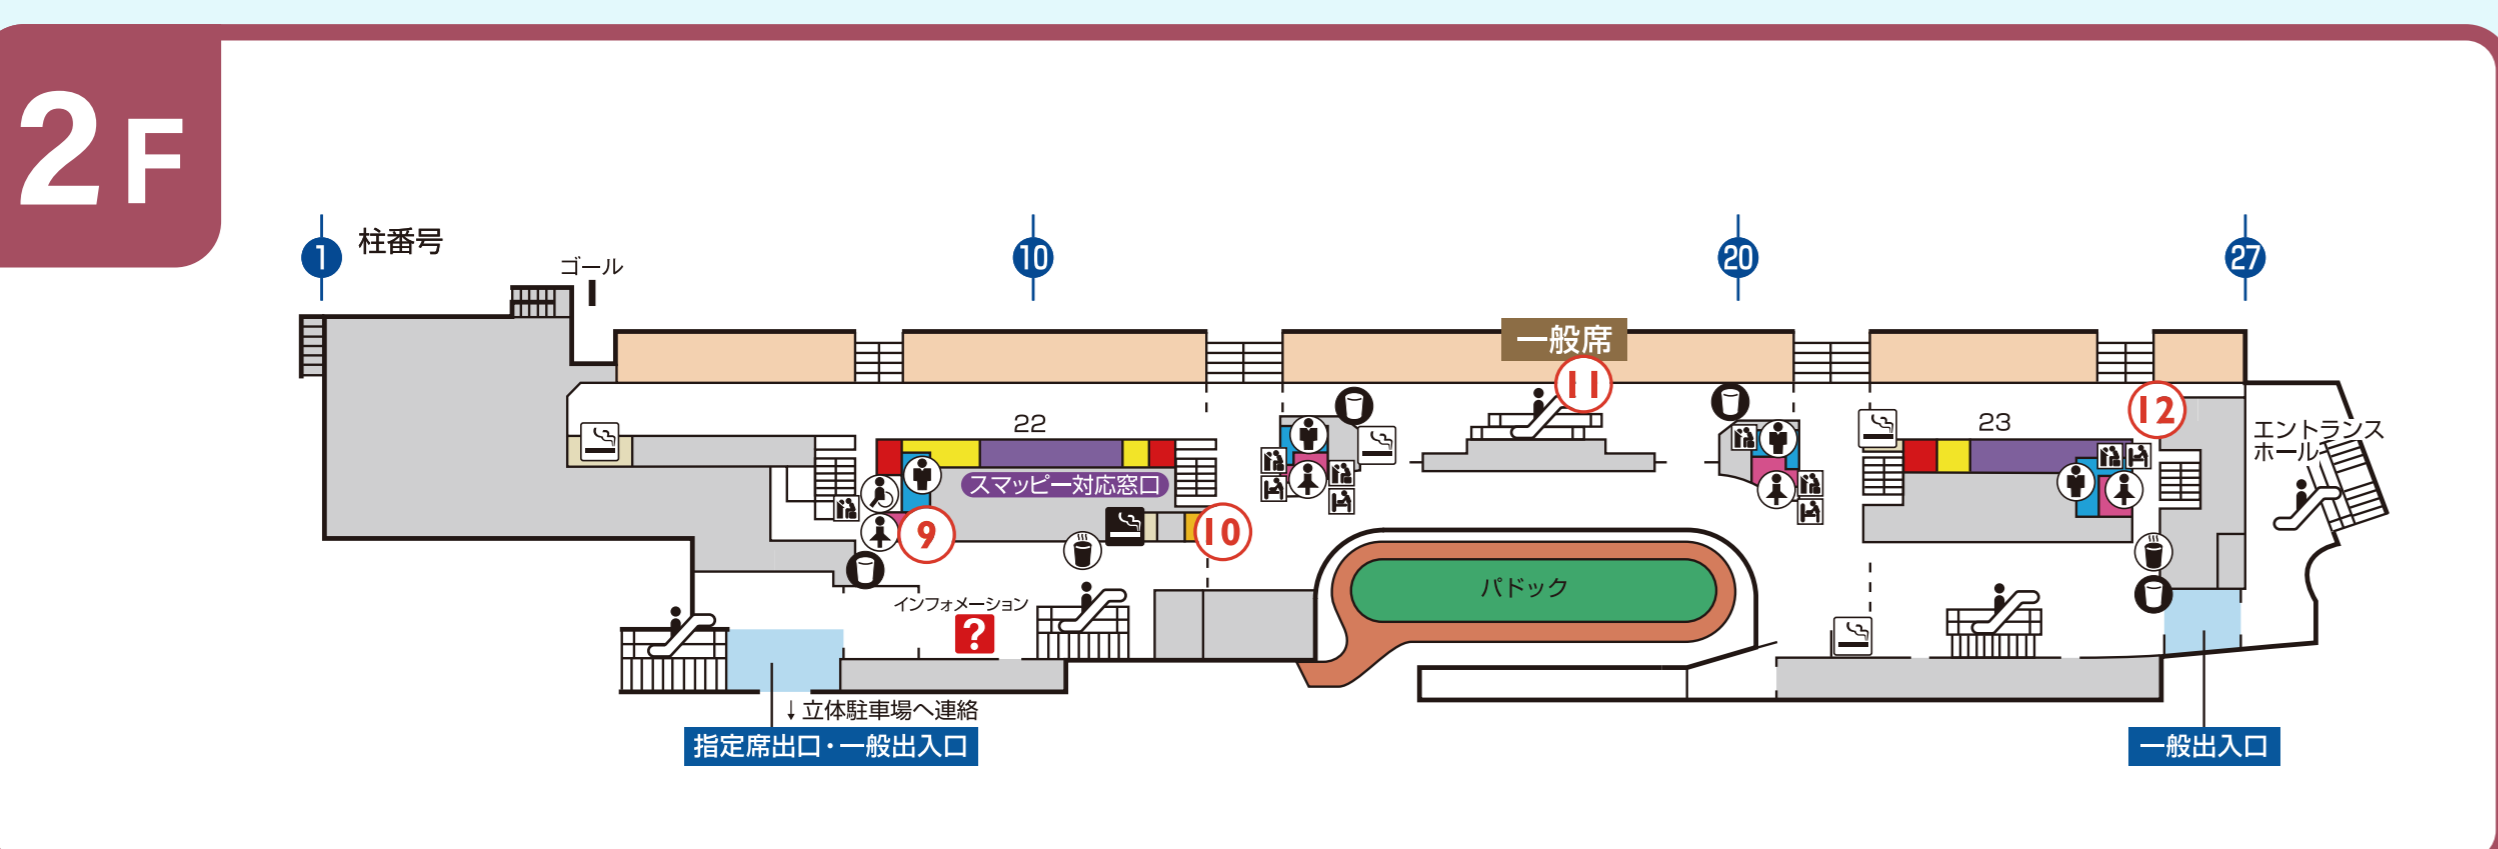 2F
1
柱番号
10
20
27
ゴール
一般席
11
22
23
12
エントランス
ホール
スマッピー対応窓口
9
10
パドック
インフォメーション
?
↓立体駐車場へ連絡
指定席出口・一般出入口
一般出入口